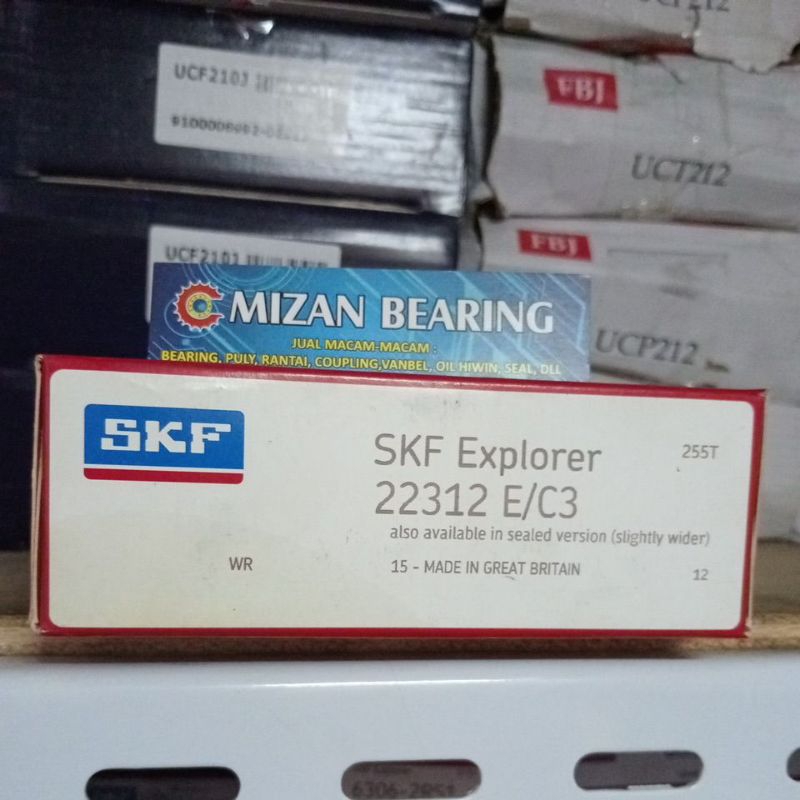 UCT212
UCF210J
FBJ
UCT212
UCF210J
FBJ
UCP212
MIZAN BEARING
JUAL MACAM-MACAM :
BEARING, PULY, RANTAI, COUPLING,VANBEL, OIL HIWIN, SEAL, DLL
SKF
SKF Explorer
255T
22312 E/C3
also available in sealed version (slightly wider)
WR
15 - MADE IN GREAT BRITAIN
12